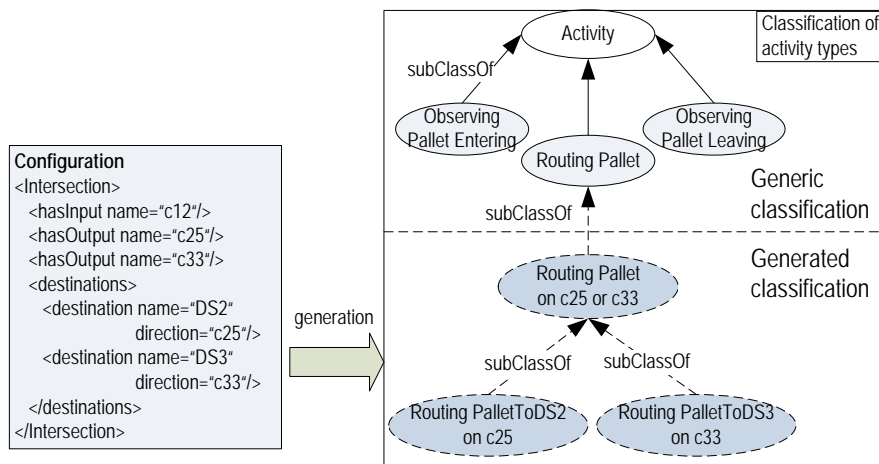 Configuration
<Intersection>
<hasInput name=“c12“/>
<hasOutput name=“c25“/>
<hasOutput name=“c33“/>
<destinations>
<destination name=“DS2“
direction=“c25“/>
<destination name=“DS3“
direction=“c33“/>
</destinations>
</Intersection>
generation
Classification of
activity types
Activity
subClassOf
Observing
Pallet Entering
Observing
Pallet Leaving
Routing Pallet
Generic
classification
subClassOf
Generated
classification
Routing Pallet
on c25 or c33
subClassOf
subClassOf
Routing PalletToDS2
on c25
Routing PalletToDS3
on c33